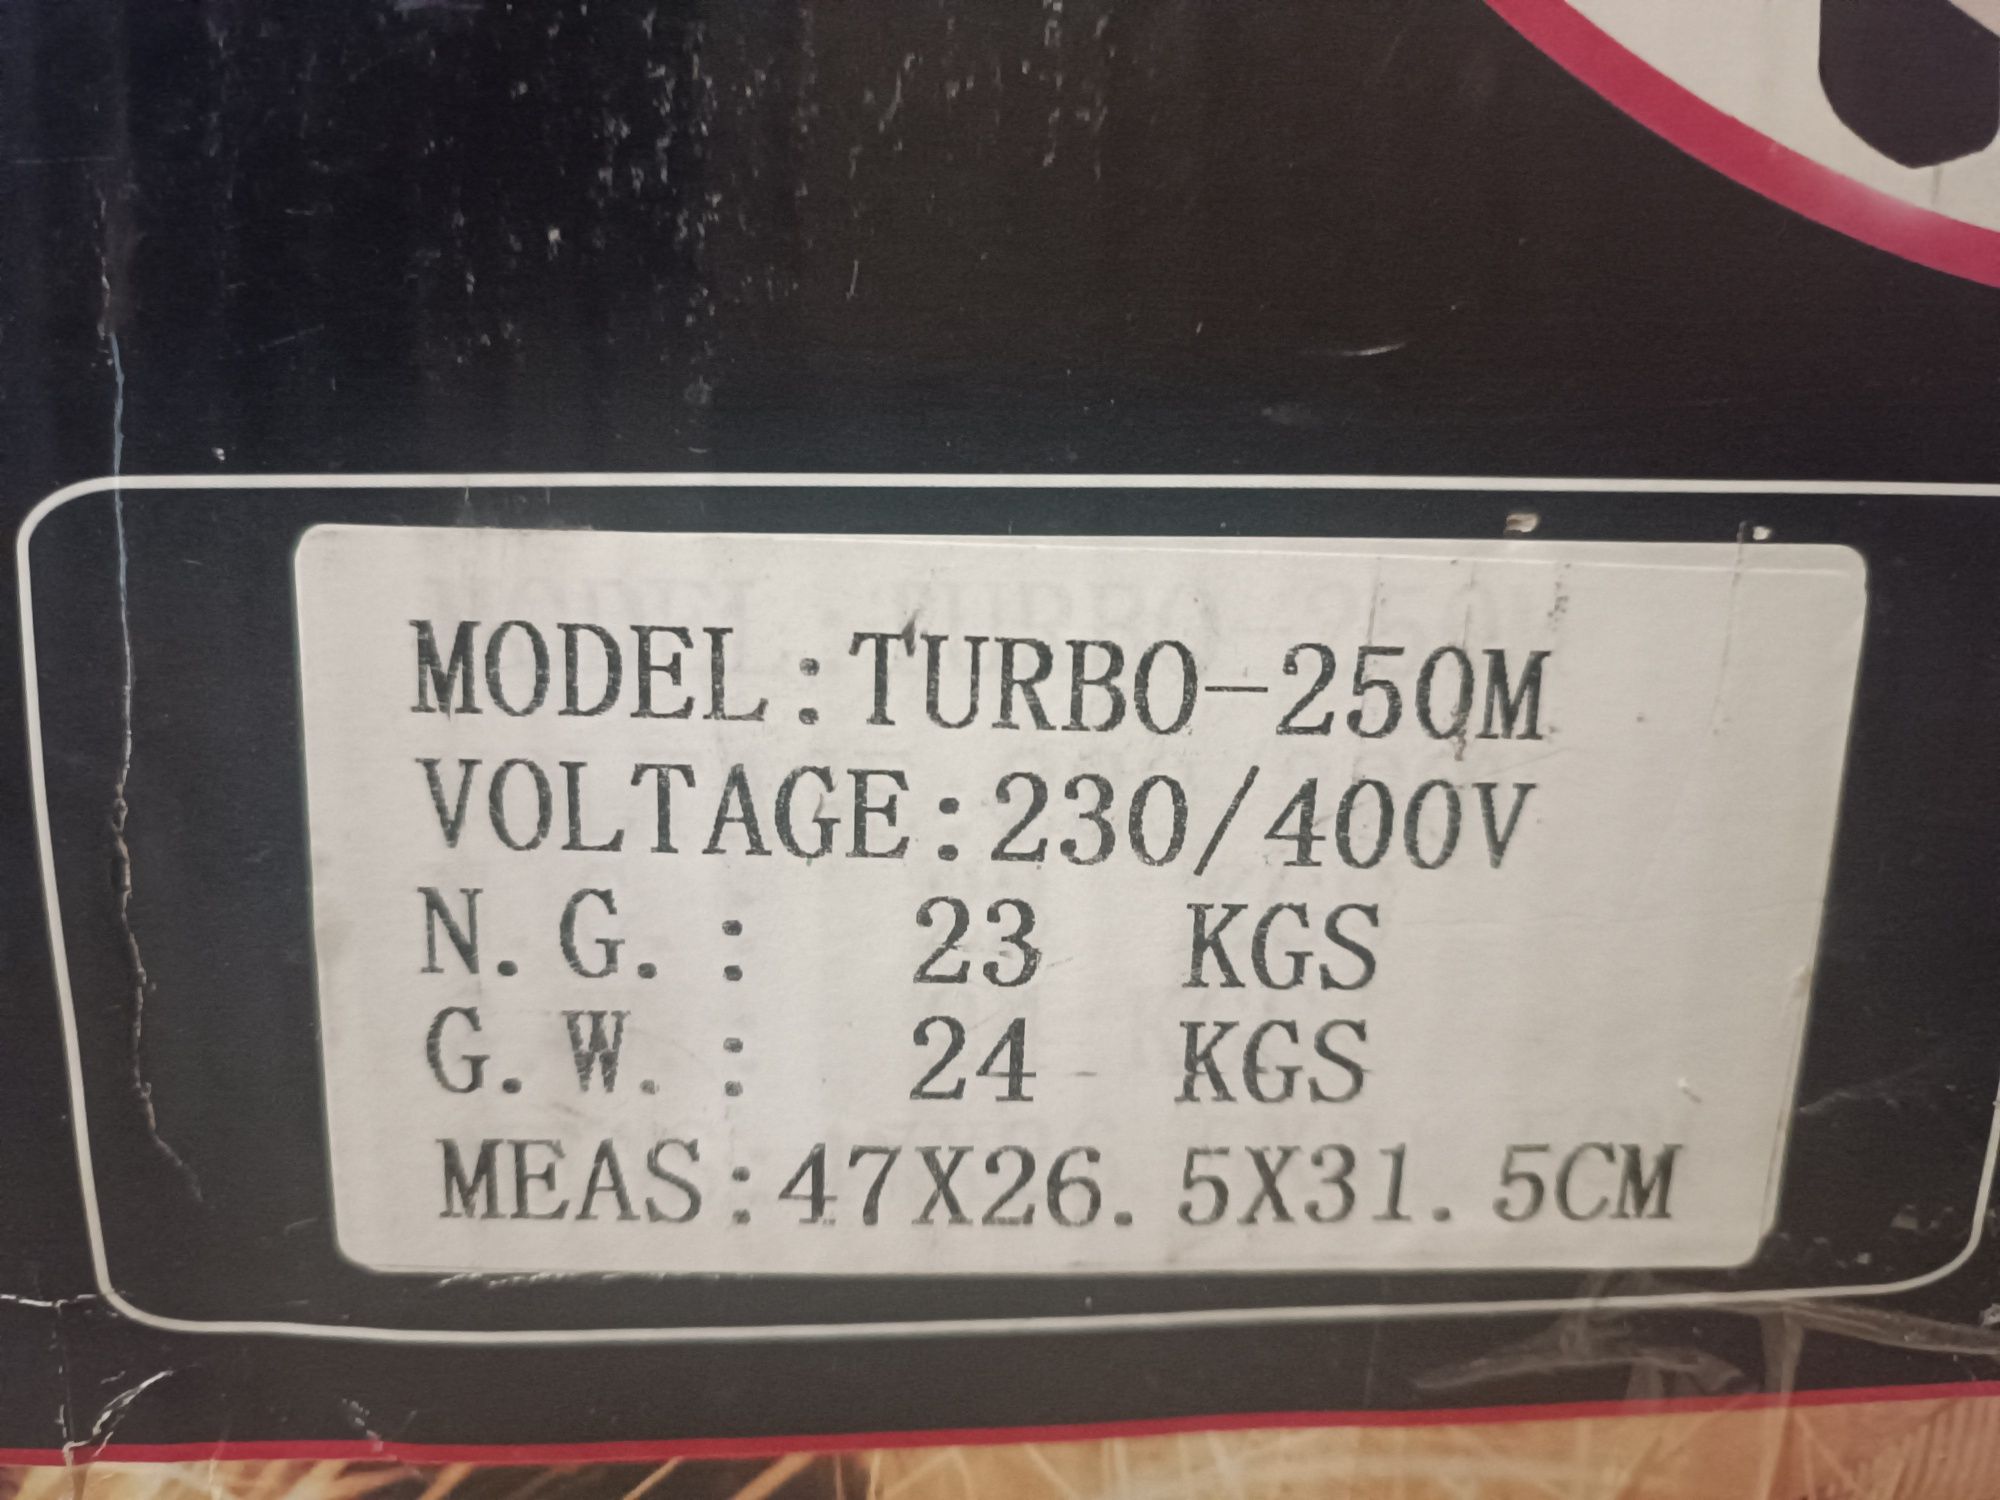 MODEL:TURBO-250M
VOLTAGE:230/400V
N.G.: 23 KGS
G.W.: 24 KGS
MEAS:47X26.5X31.5CM